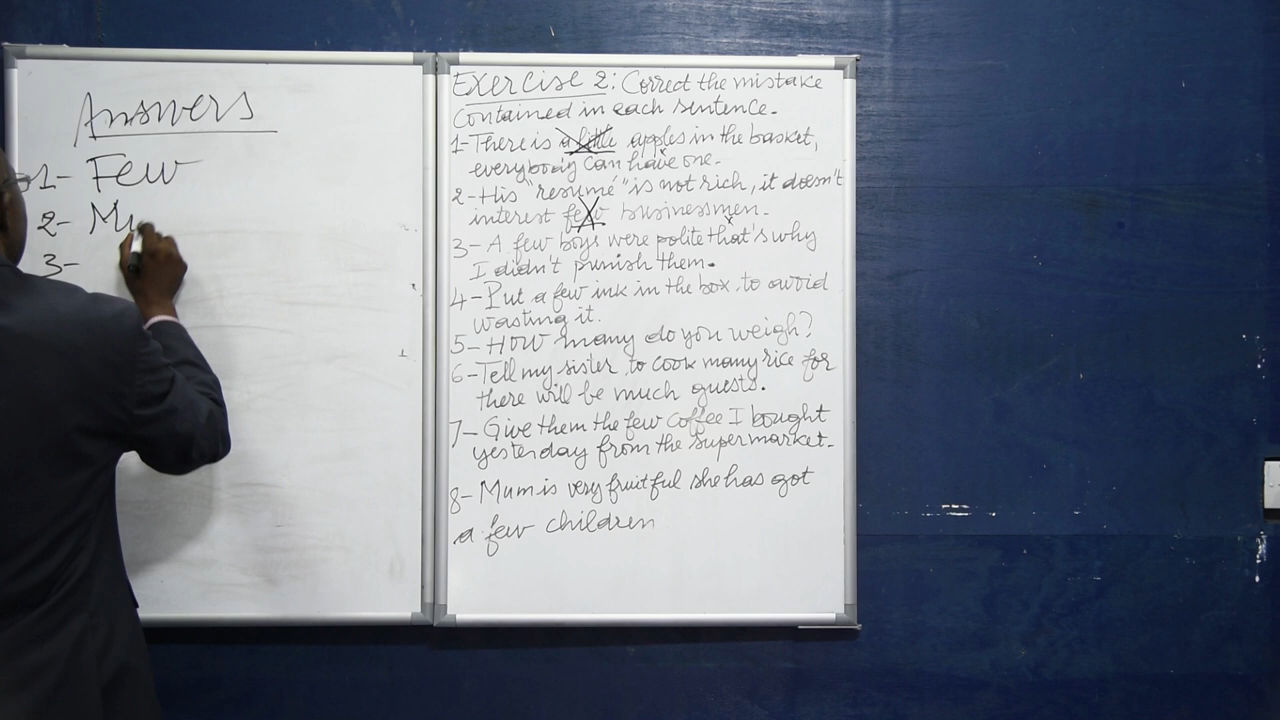 Answers
1- Few
2- Mu
3-
Exercise 2: Correct the mistake
contained in each sentence.
1- There is a little apples in the basket,
everybody can have one.
2- His "resumé" is not rich, it doesn't
interest few businessmen.
3- A few boys were polite that's why
I didn't punish them.
4- Put a few ink in the box, to avoid
wasting it.
5- How many do you weigh?
6- Tell my sister to cook many rice for
there will be much guests.
7- Give them the few coffee I bought
yesterday from the supermarket.
8- Mum is very fruitful she has got
a few children